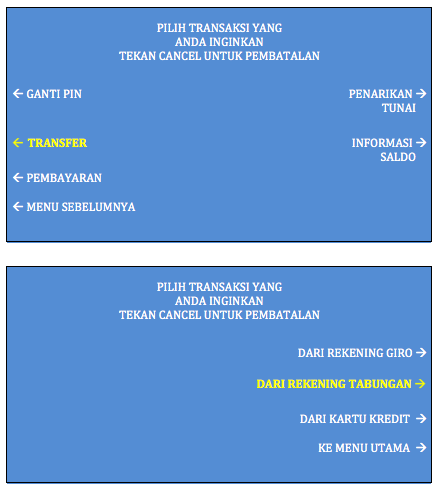 PILIH TRANSAKSI YANG
ANDA INGINKAN
TEKAN CANCEL UNTUK PEMBATALAN
← GANTI PIN
PENARIKAN →
TUNAI
← TRANSFER
INFORMASI →
SALDO
← PEMBAYARAN
← MENU SEBELUMNYA
PILIH TRANSAKSI YANG
ANDA INGINKAN
TEKAN CANCEL UNTUK PEMBATALAN
DARI REKENING GIRO →
DARI REKENING TABUNGAN →
DARI KARTU KREDIT →
KE MENU UTAMA →